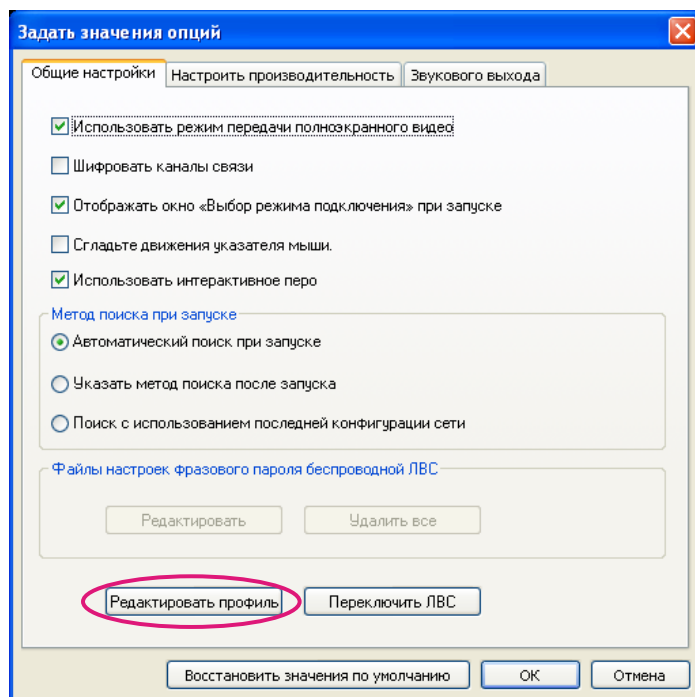 Задать значения опций
Общие настройки
Настроить производительность
Звукового выхода
Использовать режим передачи полноэкранного видео
Шифровать каналы связи
Отображать окно «Выбор режима подключения» при запуске
Сгладьте движения указателя мыши.
Использовать интерактивное перо
Метод поиска при запуске
Автоматический поиск при запуске
Указать метод поиска после запуска
Поиск с использованием последней конфигурации сети
Файлы настроек фразового пароля беспроводной ЛВС
Редактировать
Удалить все
Редактировать профиль
Переключить ЛВС
Восстановить значения по умолчанию
ОК
Отмена